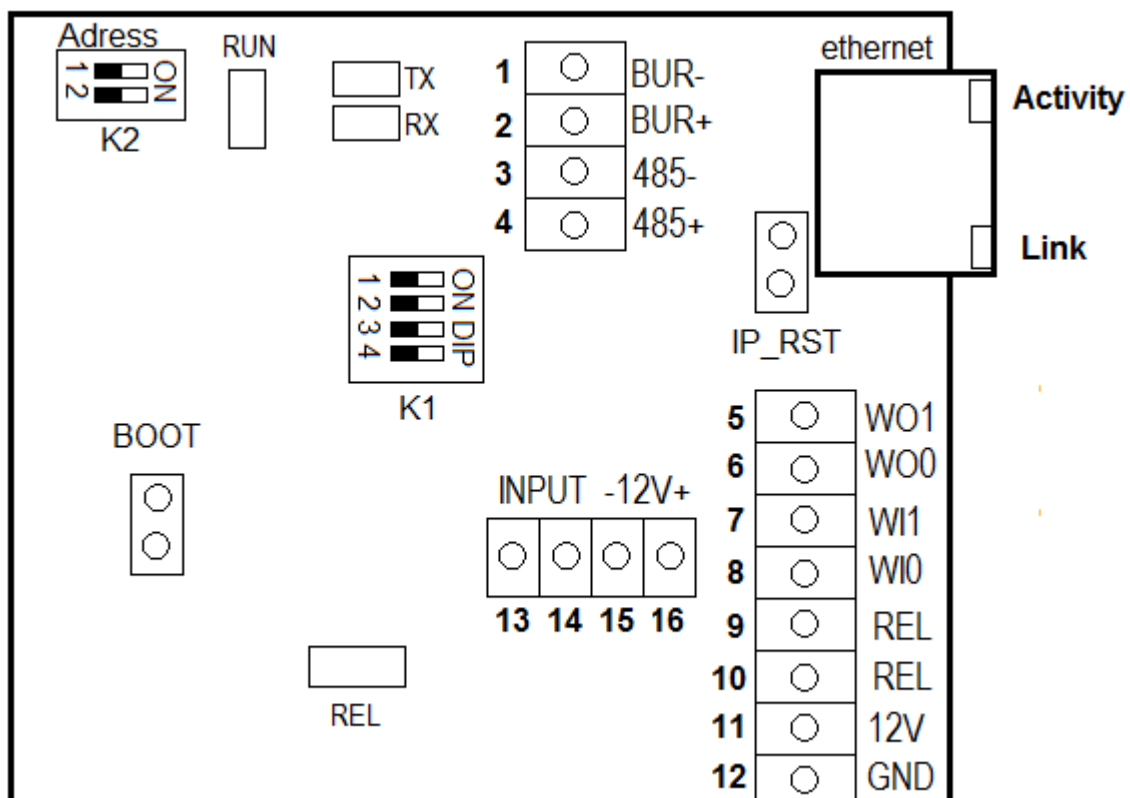 Adress
1 ON
2
K2
RUN
TX
RX
1 BUR-
2 BUR+
3 485-
4 485+
ethernet
Activity
Link
IP_RST
1 2 3 4 ON DIP
K1
BOOT
INPUT -12V+
13 14 15 16
REL
5 WO1
6 WO0
7 WI1
8 WI0
9 REL
10 REL
11 12V
12 GND